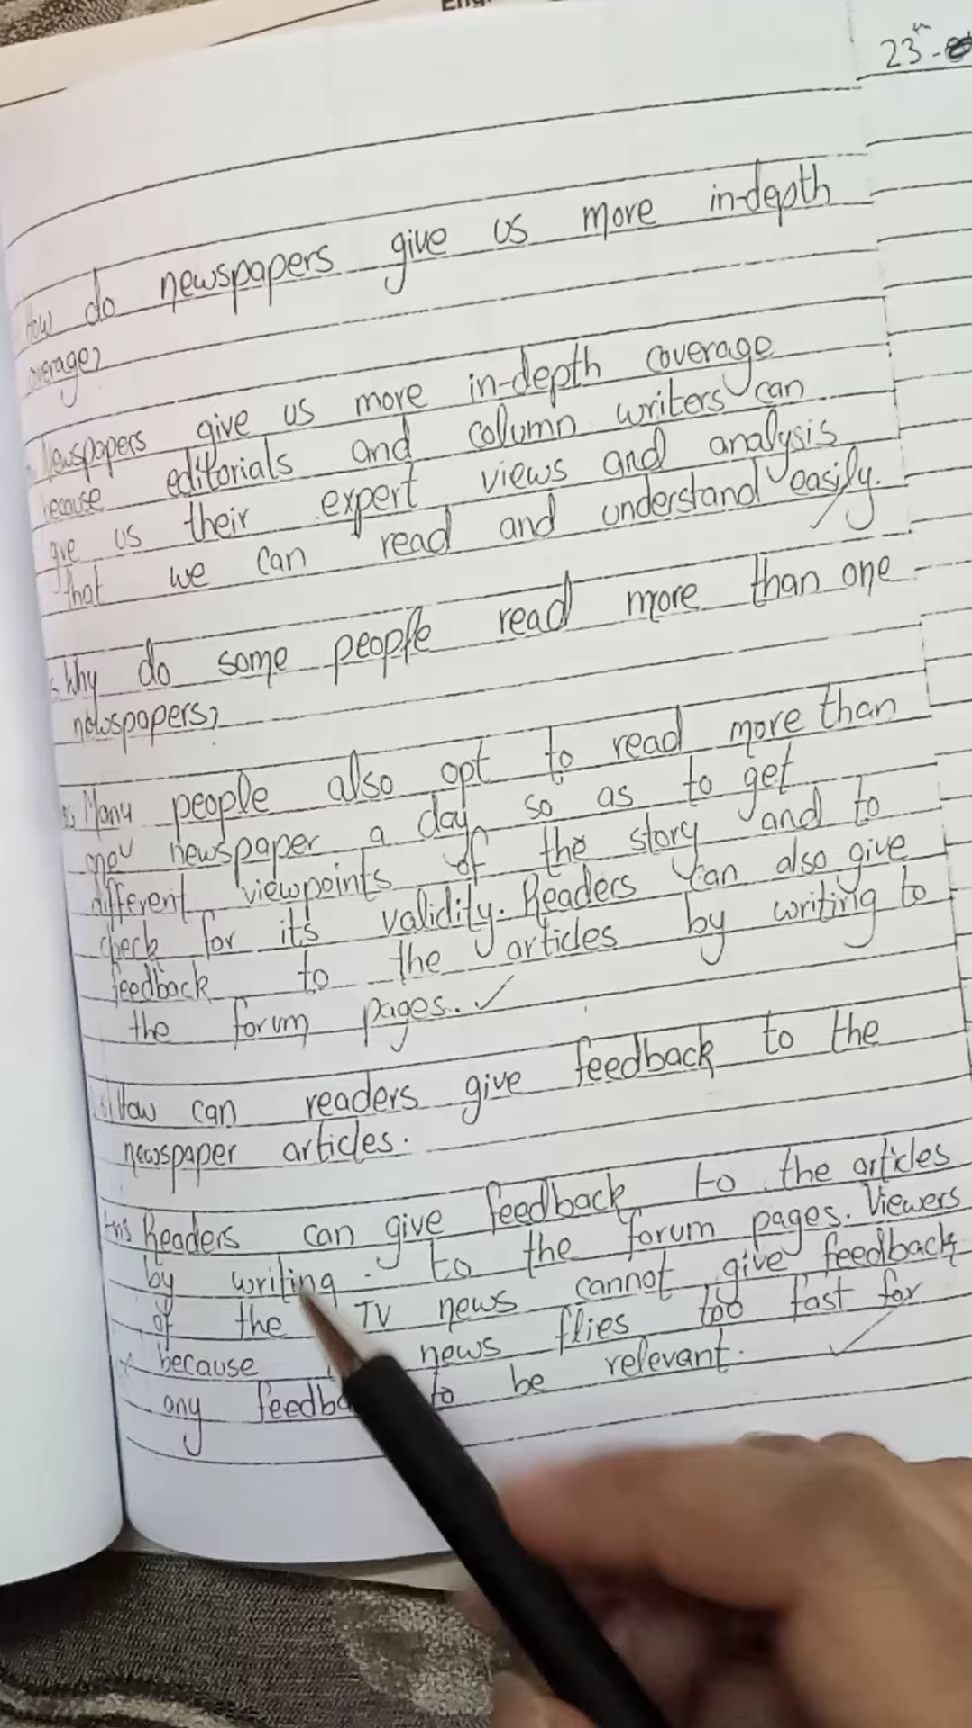 Eng
23rd-
How do newspapers give us more in-depth
coverage?
Newspapers give us more in-depth coverage
because editorials and column writers can
give us their expert views and analysis
that we can read and understand easily.
Why do some people read more than one
newspapers?
Many people also opt to read more than
one newspaper a day so as to get
different viewpoints of the story and to
check for its validity. Readers can also give
feedback to the articles by writing to
the forum pages.
How can readers give feedback to the
newspaper articles.
Ans Readers can give feedback to the articles
by writing to the forum pages. Viewers
of the TV news cannot give feedback
because news flies too fast for
any feedba to be relevant.